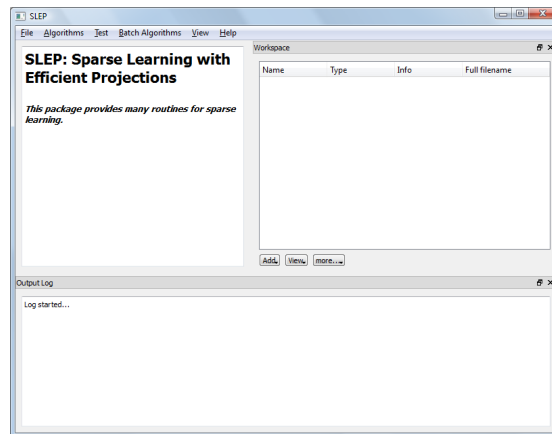 SLEP
File Algorithms Test Batch Algorithms View Help
SLEP: Sparse Learning with
Efficient Projections
This package provides many routines for sparse
learning.
Workspace
Name Type Info Full filename
Add View more...
Output Log
Log started...